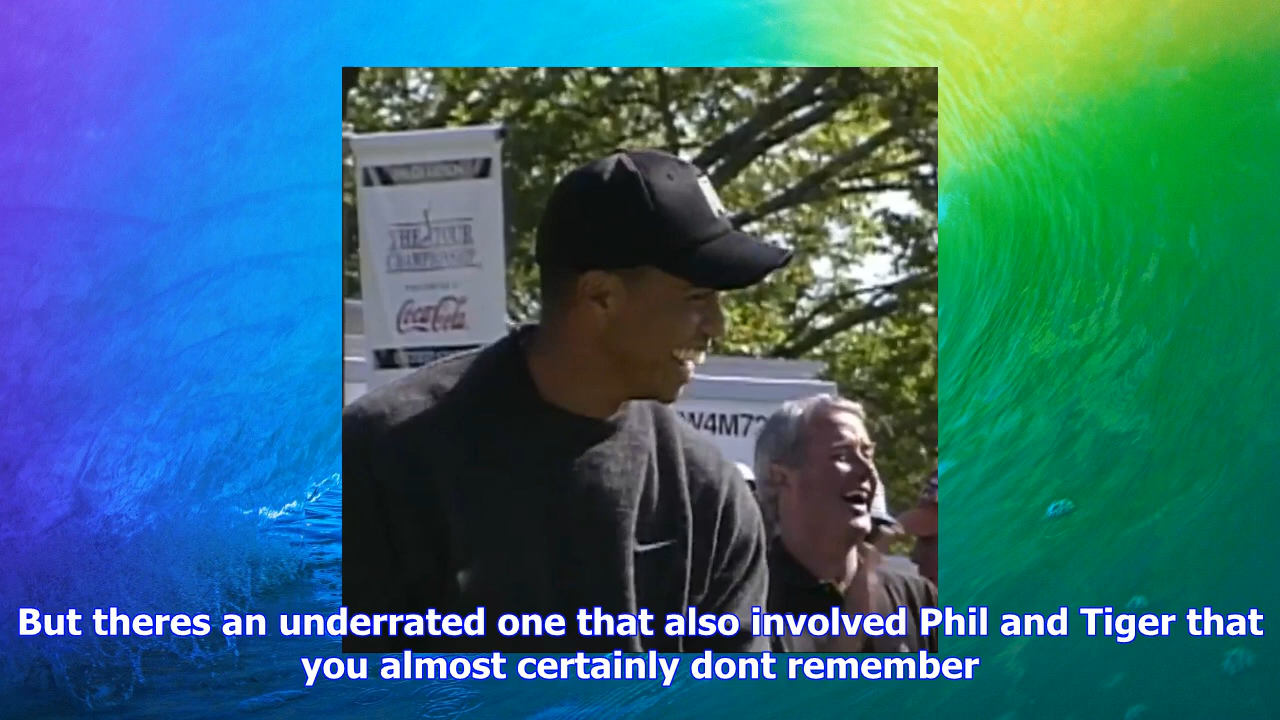 THE TOUR
CHAMPIONSHIP
Coca-Cola
W4M7
But theres an underrated one that also involved Phil and Tiger that
you almost certainly dont remember